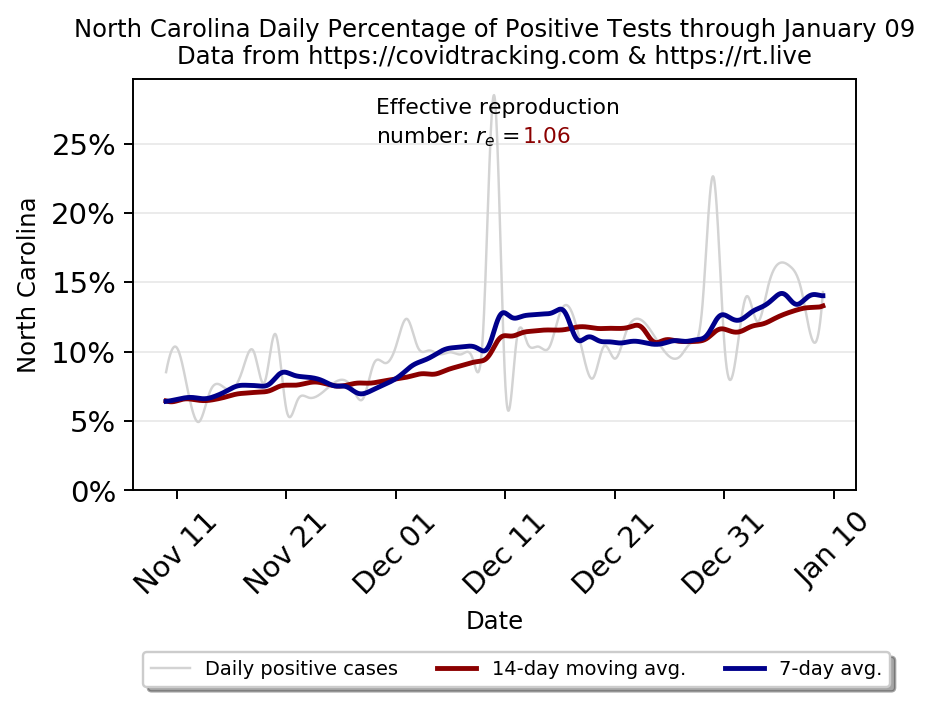 North Carolina Daily Percentage of Positive Tests through January 09
Data from https://covidtracking.com & https://rt.live
Effective reproduction
number: rₑ =1.06
25%
20%
15%
10%
5%
0%
North Carolina
Nov 11
Nov 21
Dec 01
Dec 11
Dec 21
Dec 31
Jan 10
Date
Daily positive cases
14-day moving avg.
7-day avg.